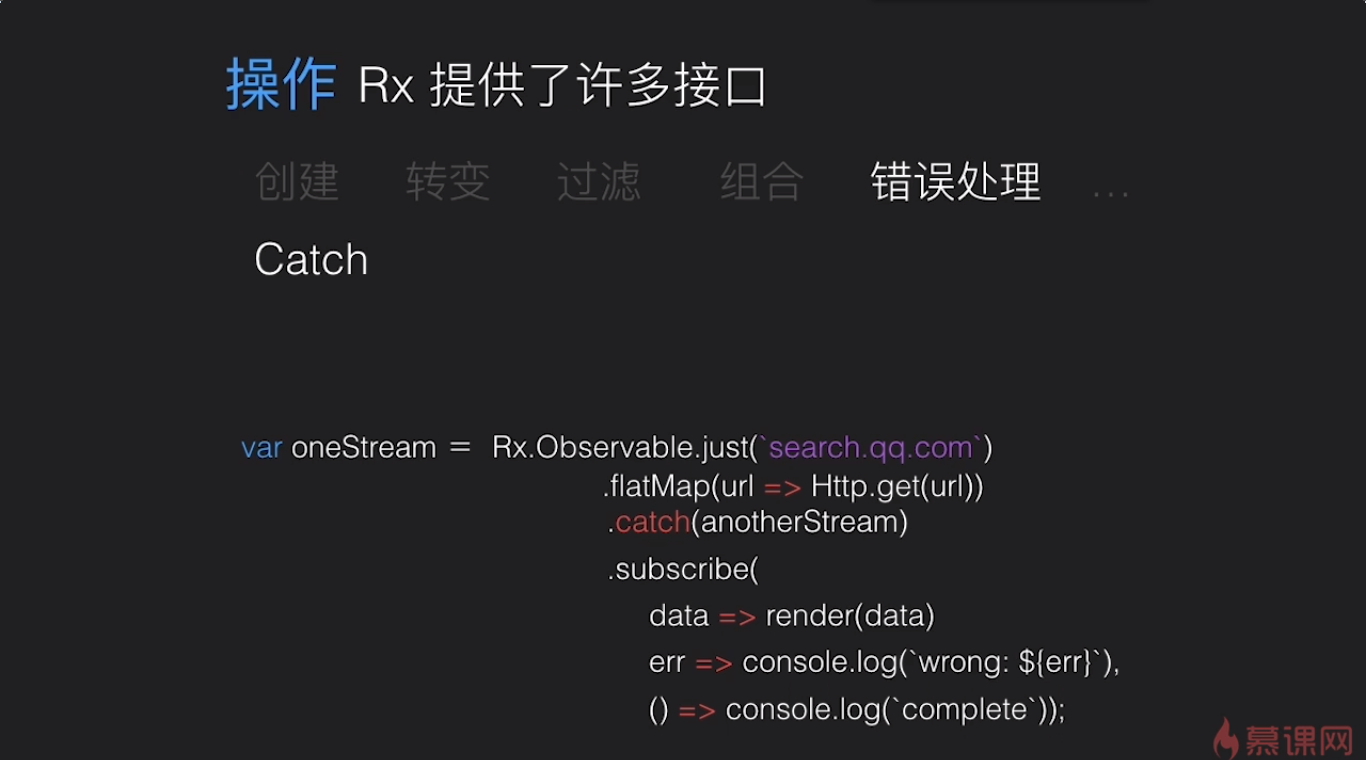 操作 Rx 提供了许多接口
创建 转变 过滤 组合 错误处理 ...
Catch
var oneStream = Rx.Observable.just(`search.qq.com`)
.flatMap(url => Http.get(url))
.catch(anotherStream)
.subscribe(
data => render(data)
err => console.log(`wrong: ${err}`),
() => console.log(`complete`));
慕课网